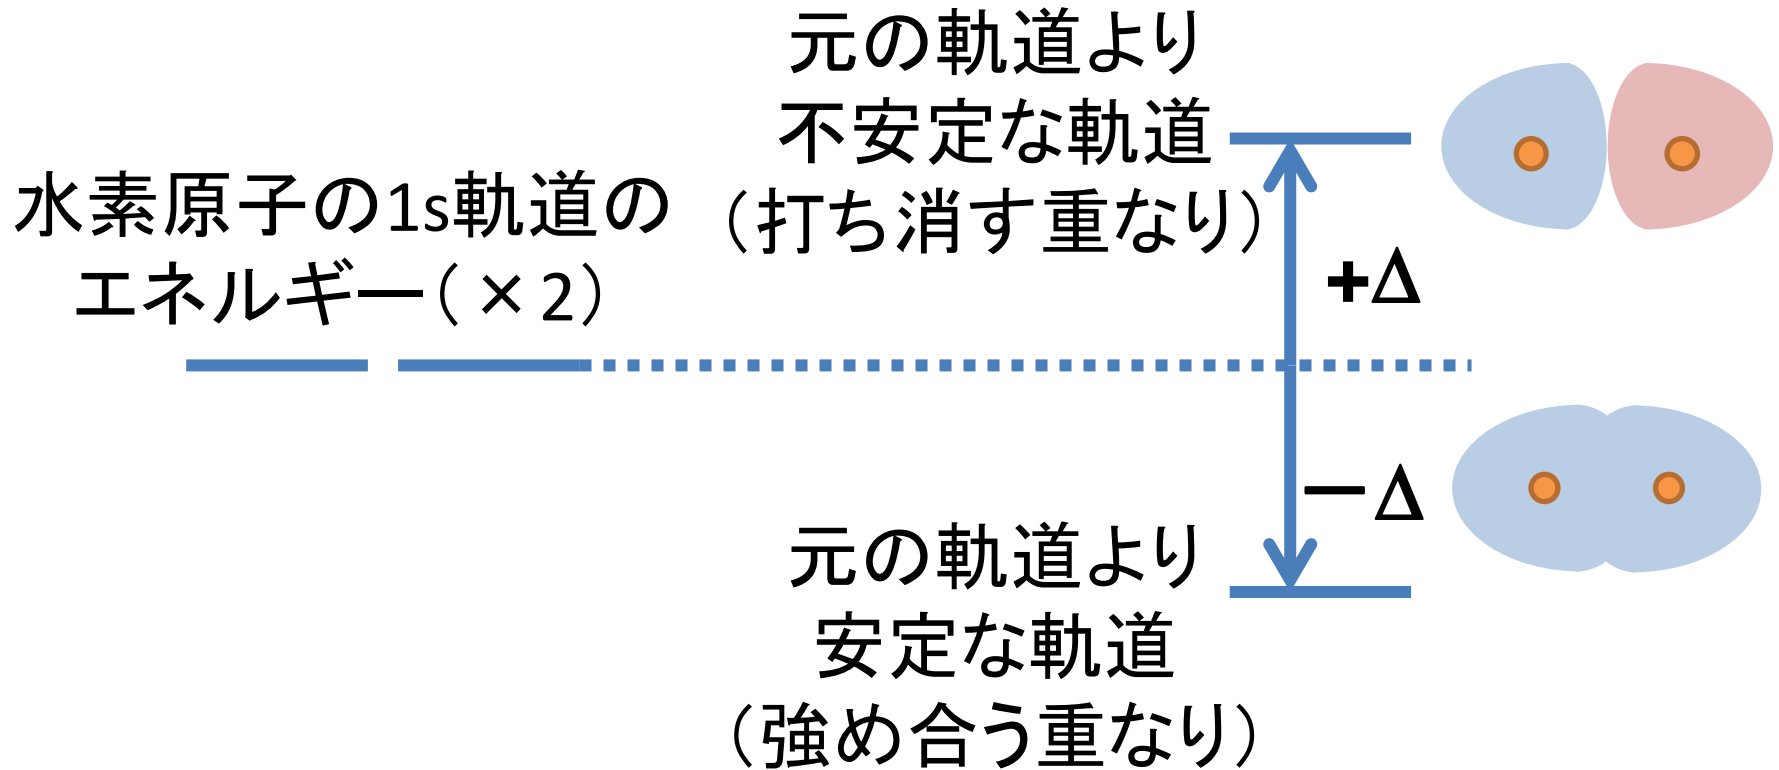 水素原子の1s軌道の
エネルギー（×2）
元の軌道より
不安定な軌道
（打ち消す重なり）
+Δ
−Δ
元の軌道より
安定な軌道
（強め合う重なり）